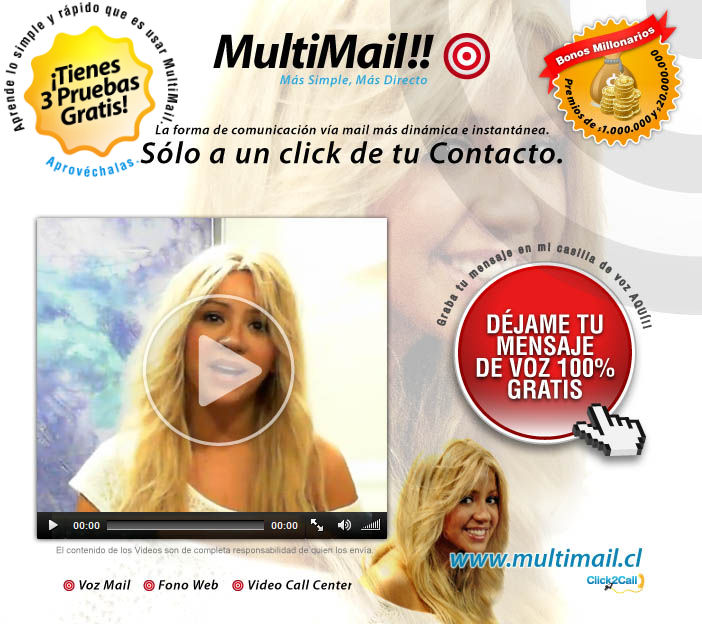 Aprende lo simple y rápido que es usar MultiMail.
¡Tienes
3 Pruebas
Gratis!
Aprovéchalas.
MultiMail!!
Más Simple, Más Directo
Bonos Millonarios
Premios de $1.000.000 y $20.000.000
La forma de comunicación vía mail más dinámica e instantánea.
Sólo a un click de tu Contacto.
Graba tu mensaje en mi casilla de voz AQUÍ!!
DÉJAME TU
MENSAJE
DE VOZ 100%
GRATIS
00:00 00:00
El contenido de los Videos son de completa responsabilidad de quien los envía.
Voz Mail Fono Web Video Call Center
www.multimail.cl
Click2Call